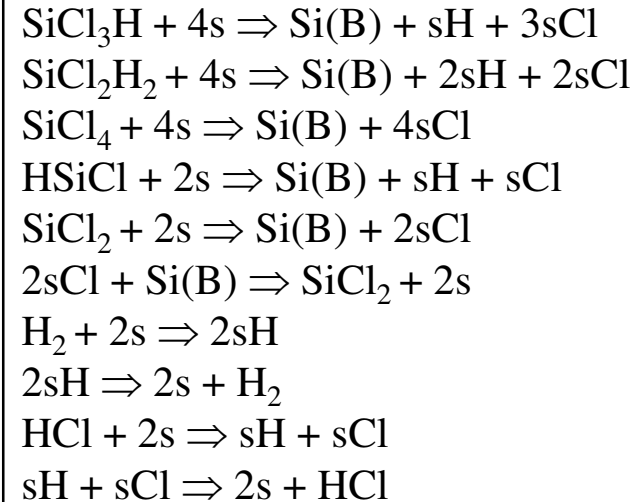 SiCl₃H + 4s ⇒ Si(B) + sH + 3sCl
SiCl₂H₂ + 4s ⇒ Si(B) + 2sH + 2sCl
SiCl₄ + 4s ⇒ Si(B) + 4sCl
HSiCl + 2s ⇒ Si(B) + sH + sCl
SiCl₂ + 2s ⇒ Si(B) + 2sCl
2sCl + Si(B) ⇒ SiCl₂ + 2s
H₂ + 2s ⇒ 2sH
2sH ⇒ 2s + H₂
HCl + 2s ⇒ sH + sCl
sH + sCl ⇒ 2s + HCl